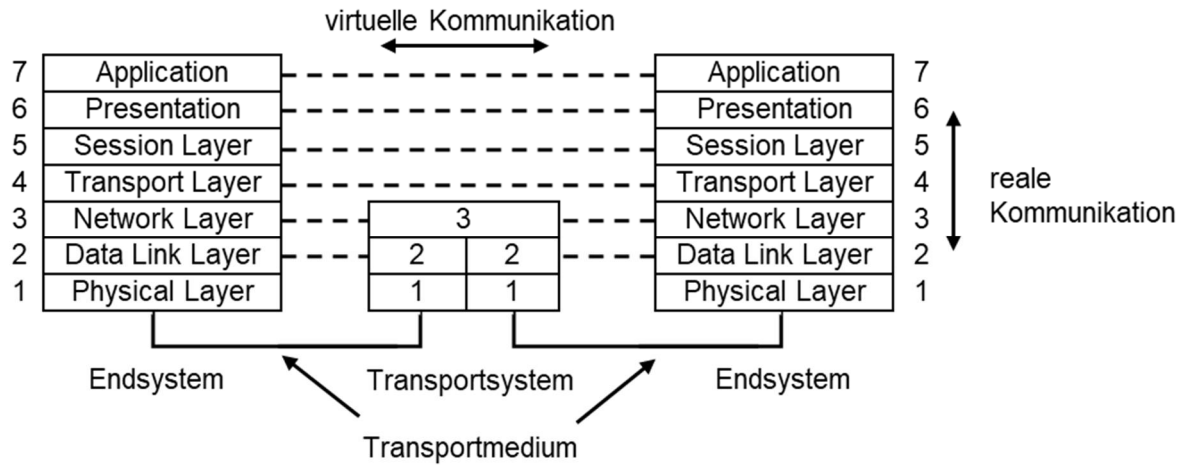 virtuelle Kommunikation
7 Application Application 7
6 Presentation Presentation 6
5 Session Layer Session Layer 5
4 Transport Layer Transport Layer 4
reale
3 Network Layer 3 Network Layer 3
Kommunikation
2 Data Link Layer 2 2 Data Link Layer 2
1 Physical Layer 1 1 Physical Layer 1
Endsystem Transportsystem Endsystem
Transportmedium